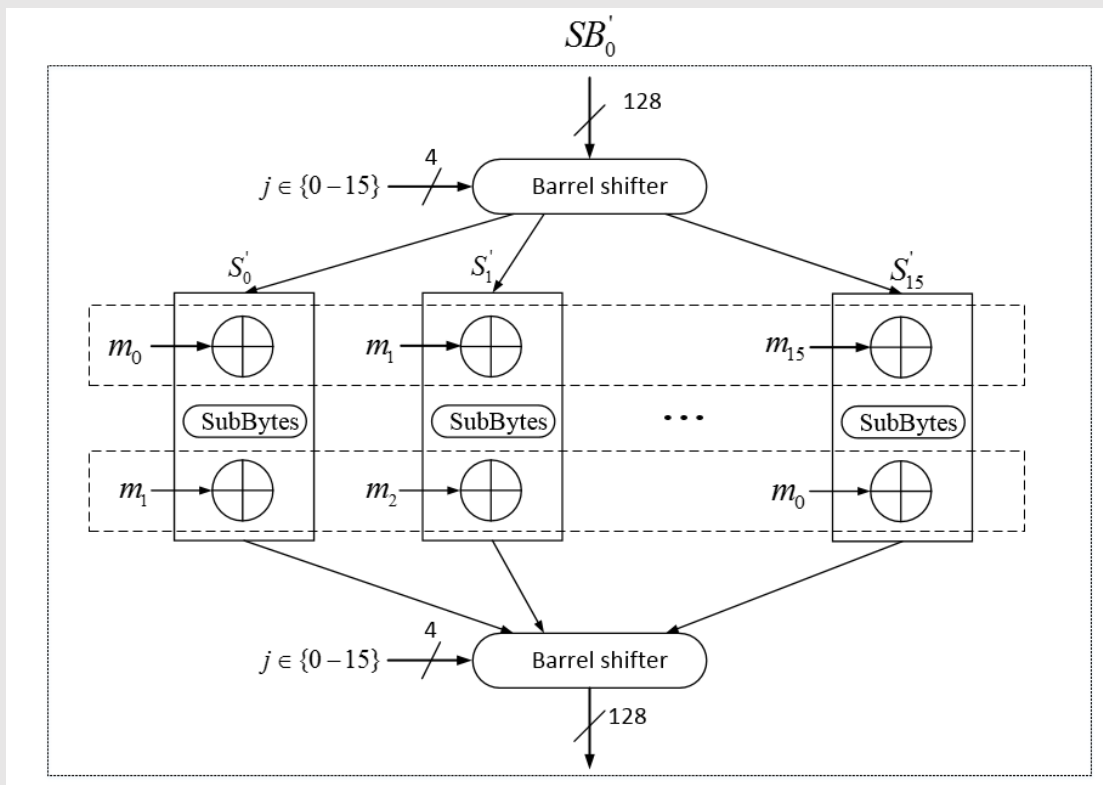 SB'₀
128
4
j ∈ {0−15}
Barrel shifter
S'₀ S'₁ S'₁₅
m₀ m₁ m₁₅
SubBytes SubBytes ... SubBytes
m₁ m₂ m₀
4
j ∈ {0−15}
Barrel shifter
128